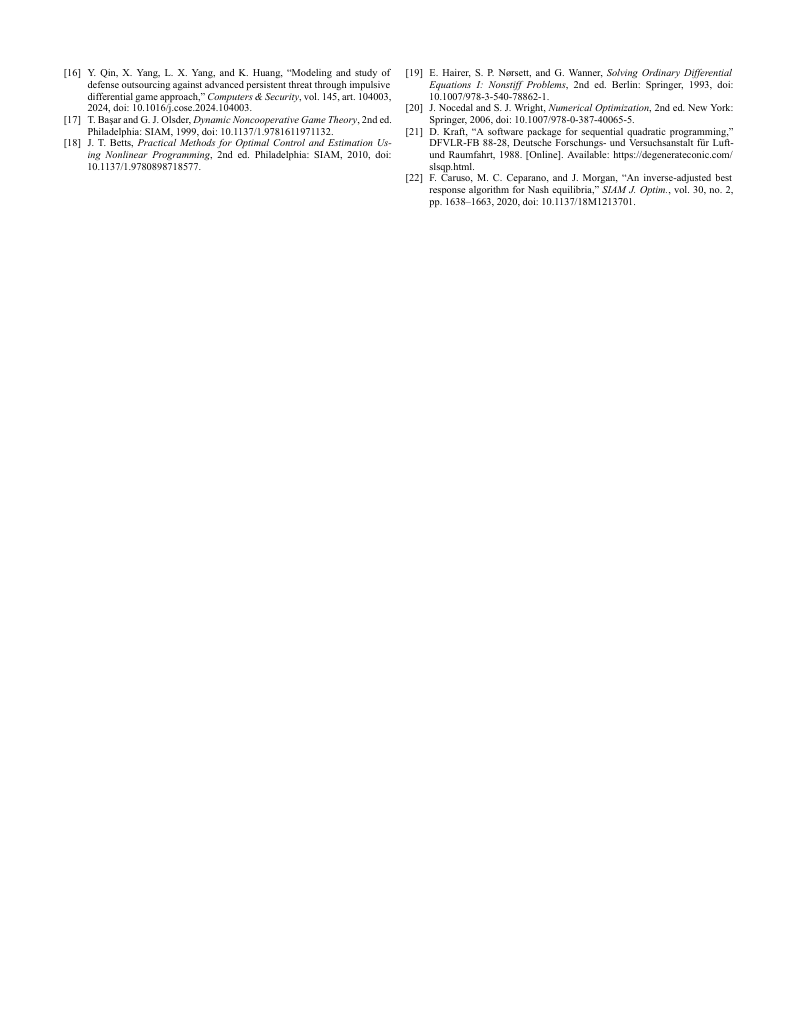 [16] Y. Qin, X. Yang, L. X. Yang, and K. Huang, “Modeling and study of
defense outsourcing against advanced persistent threat through impulsive
differential game approach,” Computers & Security, vol. 145, art. 104003,
2024, doi: 10.1016/j.cose.2024.104003.
[17] T. Başar and G. J. Olsder, Dynamic Noncooperative Game Theory, 2nd ed.
Philadelphia: SIAM, 1999, doi: 10.1137/1.9781611971132.
[18] J. T. Betts, Practical Methods for Optimal Control and Estimation Us-
ing Nonlinear Programming, 2nd ed. Philadelphia: SIAM, 2010, doi:
10.1137/1.9780898718577.
[19] E. Hairer, S. P. Nørsett, and G. Wanner, Solving Ordinary Differential
Equations I: Nonstiff Problems, 2nd ed. Berlin: Springer, 1993, doi:
10.1007/978-3-540-78862-1.
[20] J. Nocedal and S. J. Wright, Numerical Optimization, 2nd ed. New York:
Springer, 2006, doi: 10.1007/978-0-387-40065-5.
[21] D. Kraft, “A software package for sequential quadratic programming,”
DFVLR-FB 88-28, Deutsche Forschungs- und Versuchsanstalt für Luft-
und Raumfahrt, 1988. [Online]. Available: https://degenerateconic.com/
slsqp.html.
[22] F. Caruso, M. C. Ceparano, and J. Morgan, “An inverse-adjusted best
response algorithm for Nash equilibria,” SIAM J. Optim., vol. 30, no. 2,
pp. 1638–1663, 2020, doi: 10.1137/18M1213701.